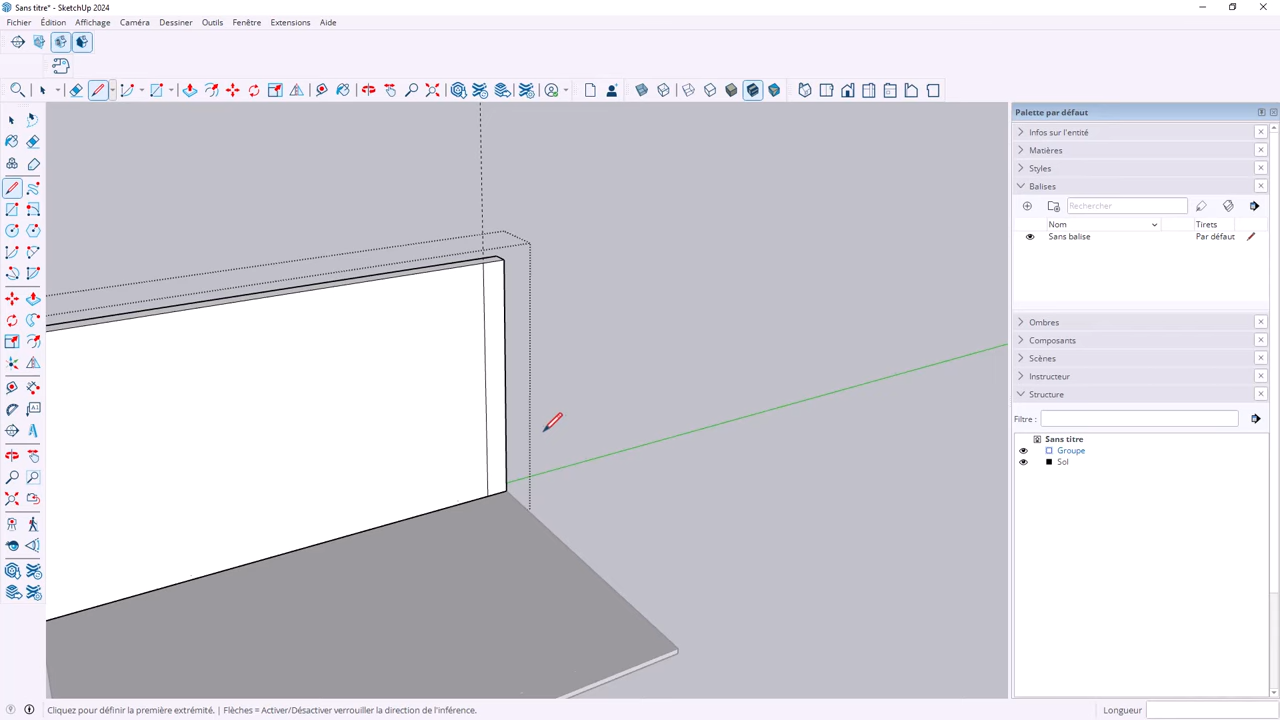 Sans titre* - SketchUp 2024
Fichier Édition Affichage Caméra Dessiner Outils Fenêtre Extensions Aide
Palette par défaut
Infos sur l'entité
Matières
Styles
Balises
Rechercher
Nom Tirets
Sans balise Par défaut
Ombres
Composants
Scènes
Instructeur
Structure
Filtre :
Sans titre
Groupe
Sol
Cliquez pour définir la première extrémité. | Flèches = Activer/Désactiver verrouiller la direction de l'inférence.
Longueur